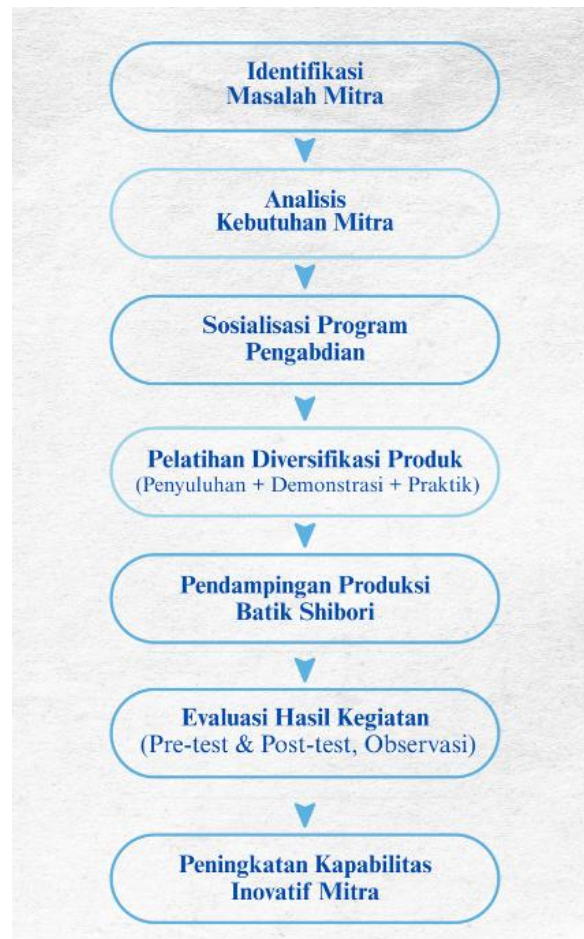 Identifikasi
Masalah Mitra
Analisis
Kebutuhan Mitra
Sosialisasi Program
Pengabdian
Pelatihan Diversifikasi Produk
(Penyuluhan + Demonstrasi + Praktik)
Pendampingan Produksi
Batik Shibori
Evaluasi Hasil Kegiatan
(Pre-test & Post-test, Observasi)
Peningkatan Kapabilitas
Inovatif Mitra